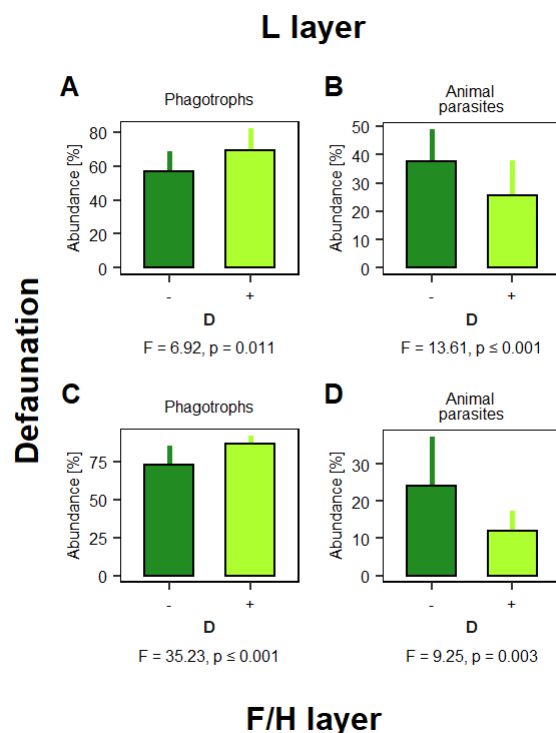 L layer
Defaunation
A
Phagotrophs
Abundance [%]
80
60
40
20
0
-
+
D
F = 6.92, p = 0.011
B
Animal
parasites
Abundance [%]
50
40
30
20
10
0
-
+
D
F = 13.61, p ≤ 0.001
C
Phagotrophs
Abundance [%]
75
50
25
0
-
+
D
F = 35.23, p ≤ 0.001
D
Animal
parasites
Abundance [%]
30
20
10
0
-
+
D
F = 9.25, p = 0.003
F/H layer